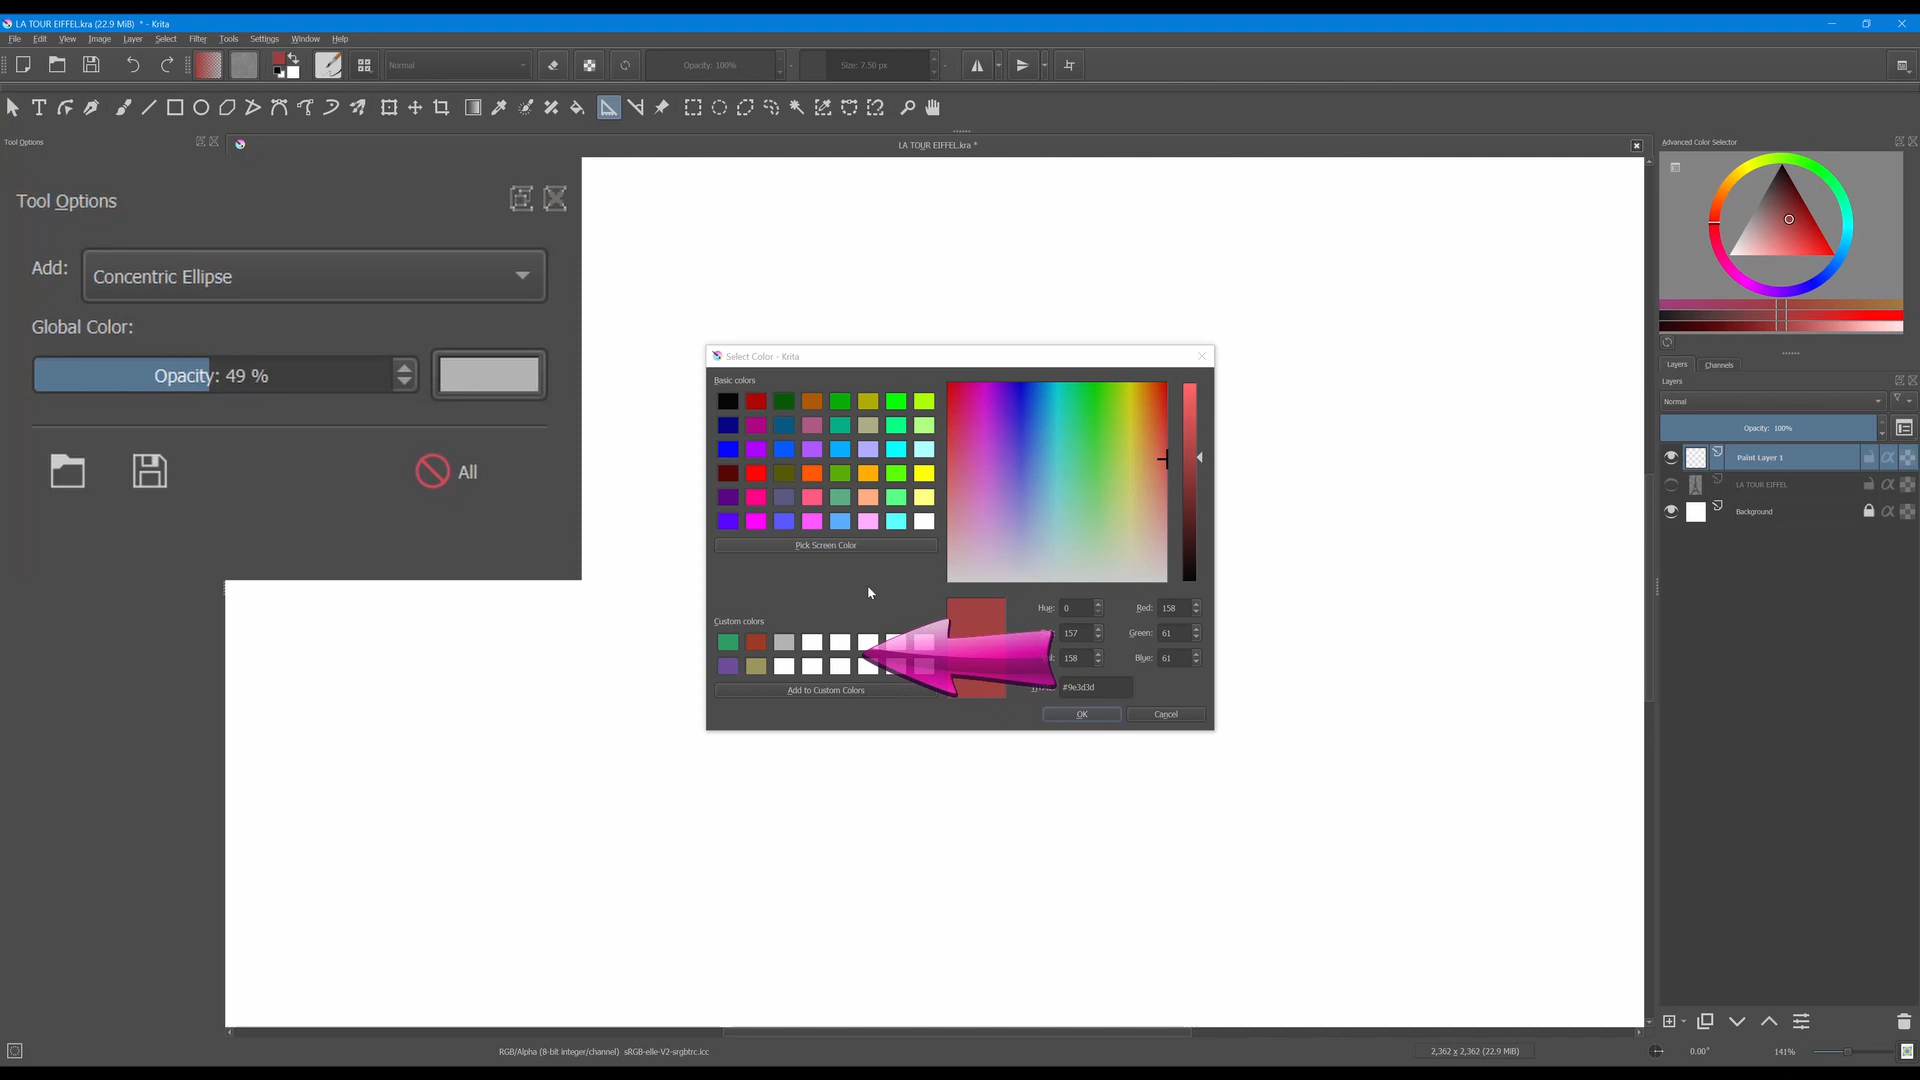 LA TOUR EIFFEL.kra (22.9 MiB) * - Krita
File Edit View Image Layer Select Filter Tools Settings Window Help
Normal
Opacity: 100%
Size: 7.50 px
Tool Options
LA TOUR EIFFEL.kra *
Advanced Color Selector
Tool Options
Add: Concentric Ellipse
Global Color:
Opacity: 49 %
All
Select Color - Krita
Basic colors
Pick Screen Color
Custom colors
Add to Custom Colors
Hue: 0 Red: 158
157 Green: 61
158 Blue: 61
#9e3d3d
OK Cancel
Layers Channels
Layers
Normal
Opacity: 100%
Paint Layer 1
LA TOUR EIFFEL
Background
RGB/Alpha (8-bit integer/channel) sRGB-elle-V2-srgbtrc.icc
2,362 x 2,362 (22.9 MiB)
0.00°
141%